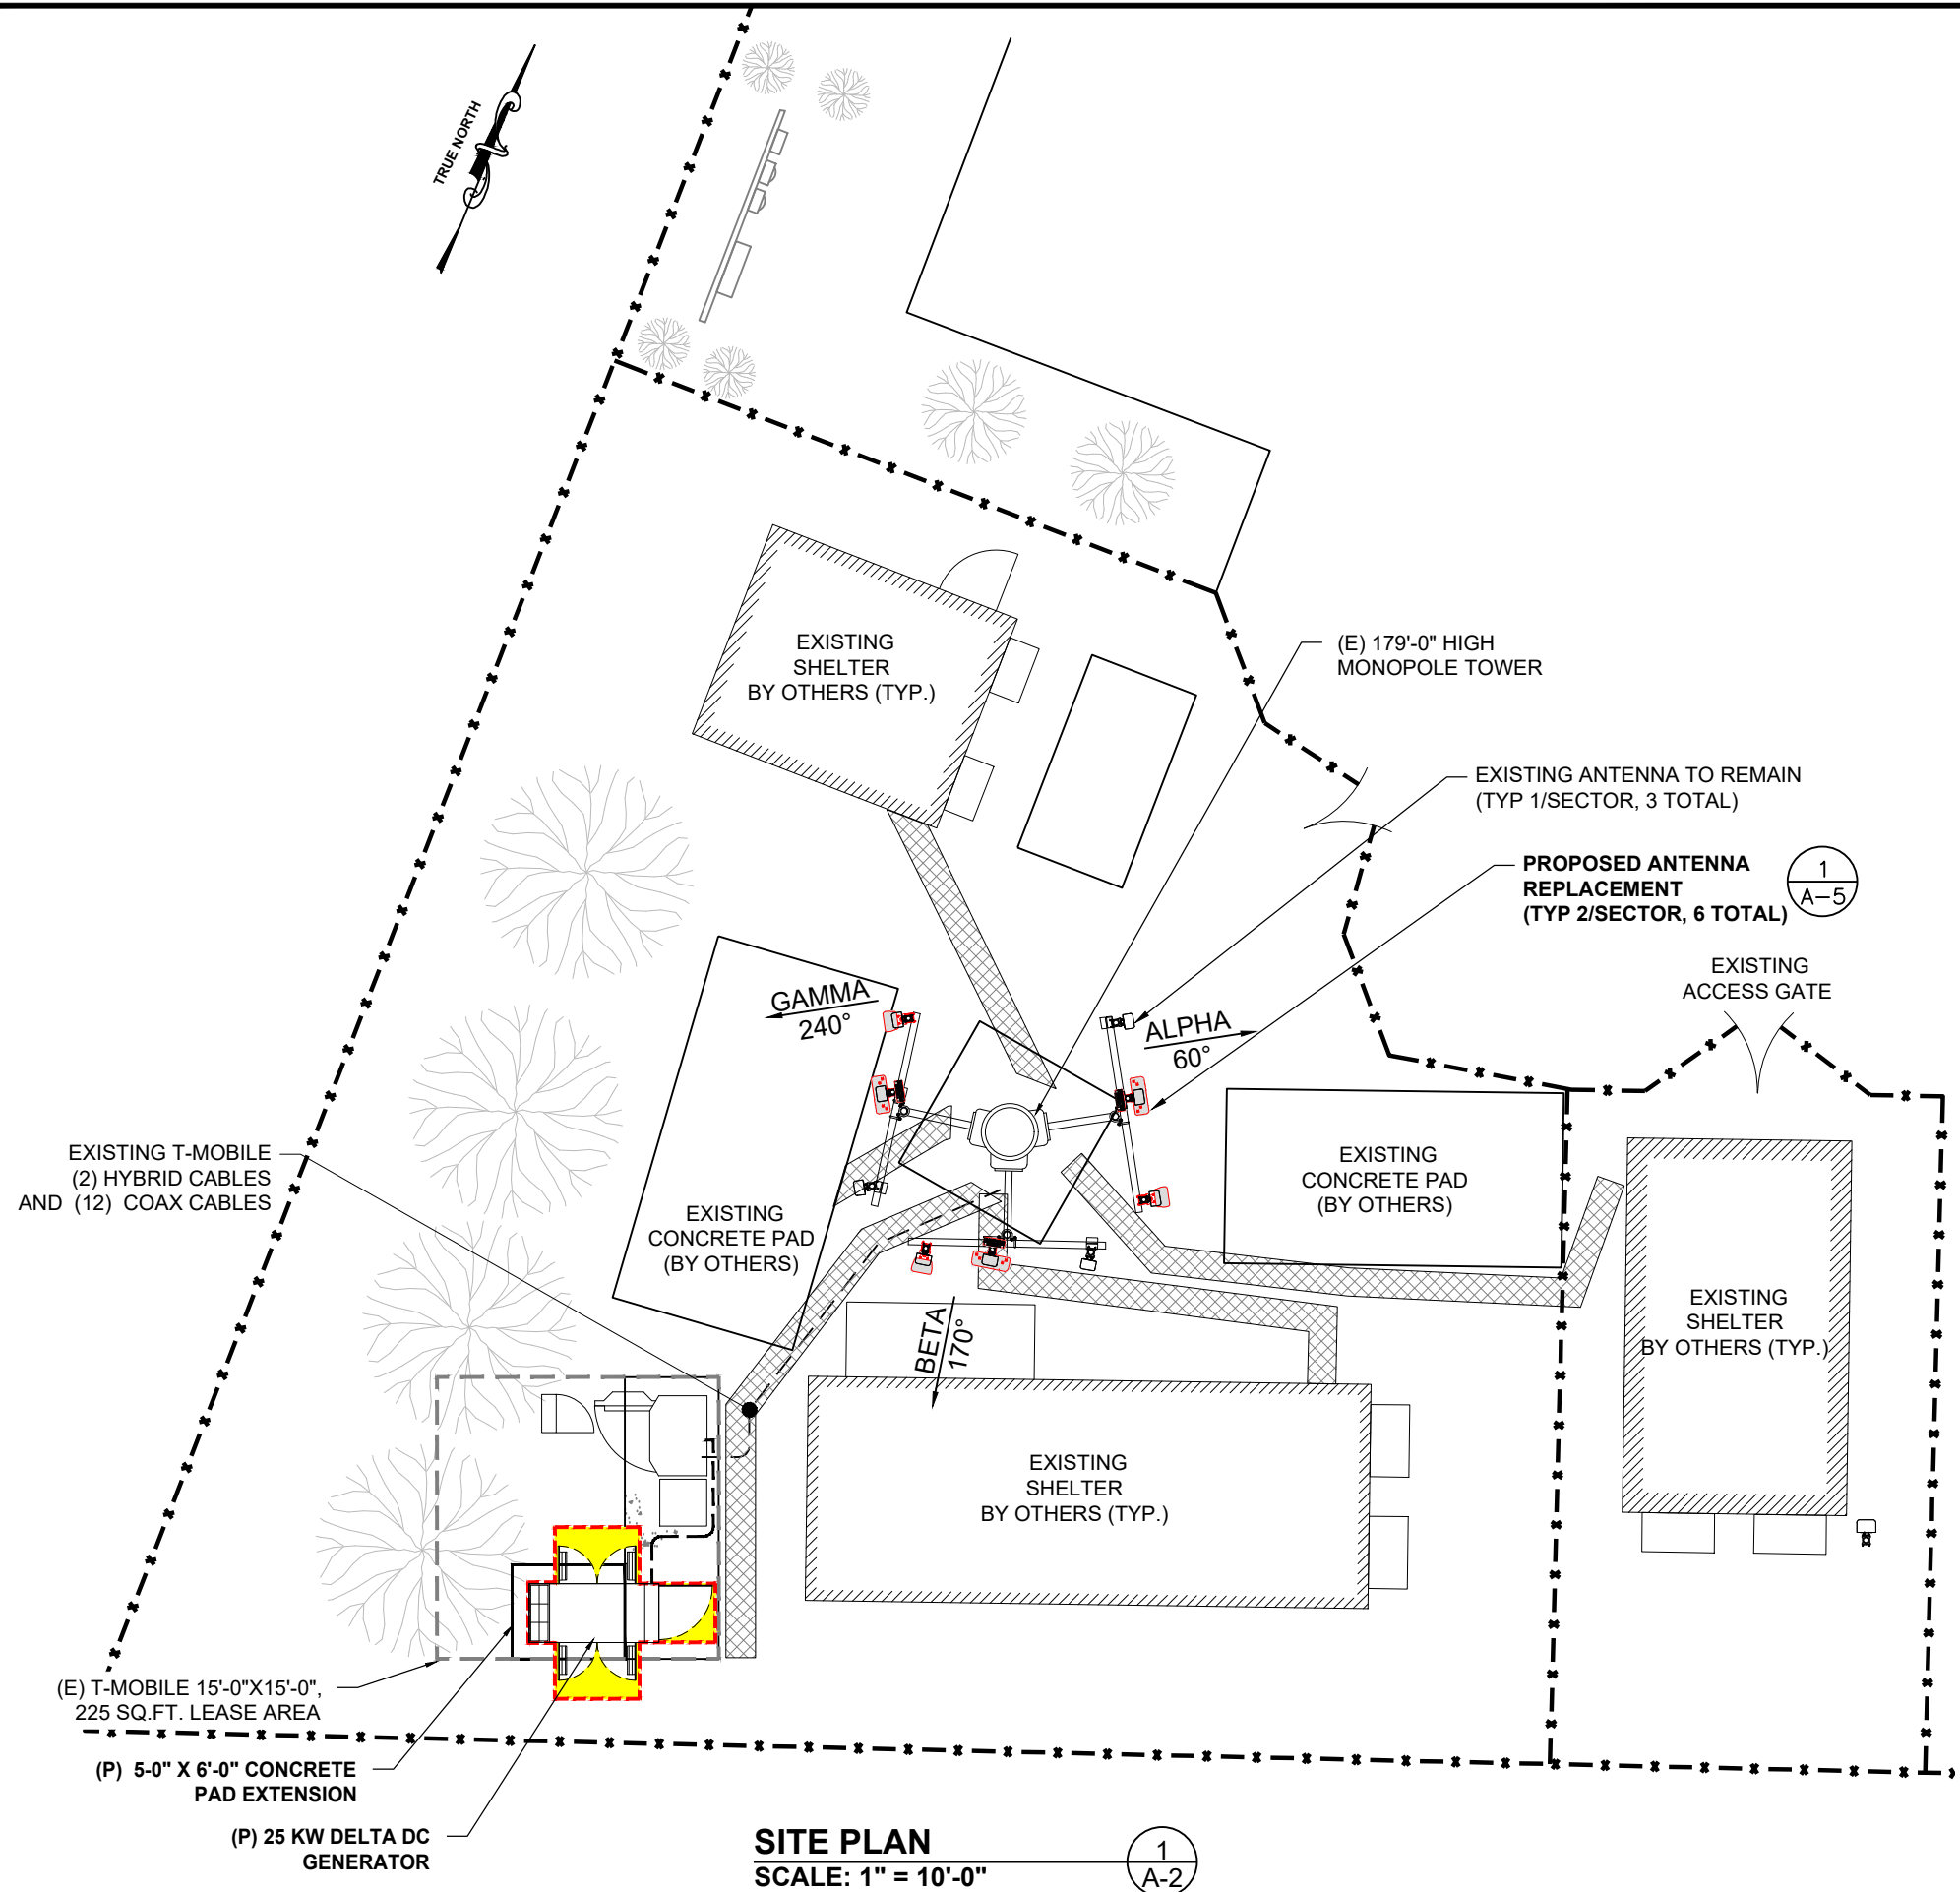 TRUE NORTH
EXISTING
SHELTER
BY OTHERS (TYP.)
(E) 179'-0" HIGH
MONOPOLE TOWER
EXISTING ANTENNA TO REMAIN
(TYP 1/SECTOR, 3 TOTAL)
PROPOSED ANTENNA
REPLACEMENT
(TYP 2/SECTOR, 6 TOTAL)
1
A-5
EXISTING
ACCESS GATE
GAMMA
240°
ALPHA
60°
EXISTING T-MOBILE
(2) HYBRID CABLES
AND (12) COAX CABLES
EXISTING
CONCRETE PAD
(BY OTHERS)
EXISTING
CONCRETE PAD
(BY OTHERS)
BETA
170°
EXISTING
SHELTER
BY OTHERS (TYP.)
EXISTING
SHELTER
BY OTHERS (TYP.)
(E) T-MOBILE 15'-0"X15'-0",
225 SQ.FT. LEASE AREA
(P) 5-0" X 6'-0" CONCRETE
PAD EXTENSION
(P) 25 KW DELTA DC
GENERATOR
SITE PLAN
SCALE: 1" = 10'-0"
1
A-2